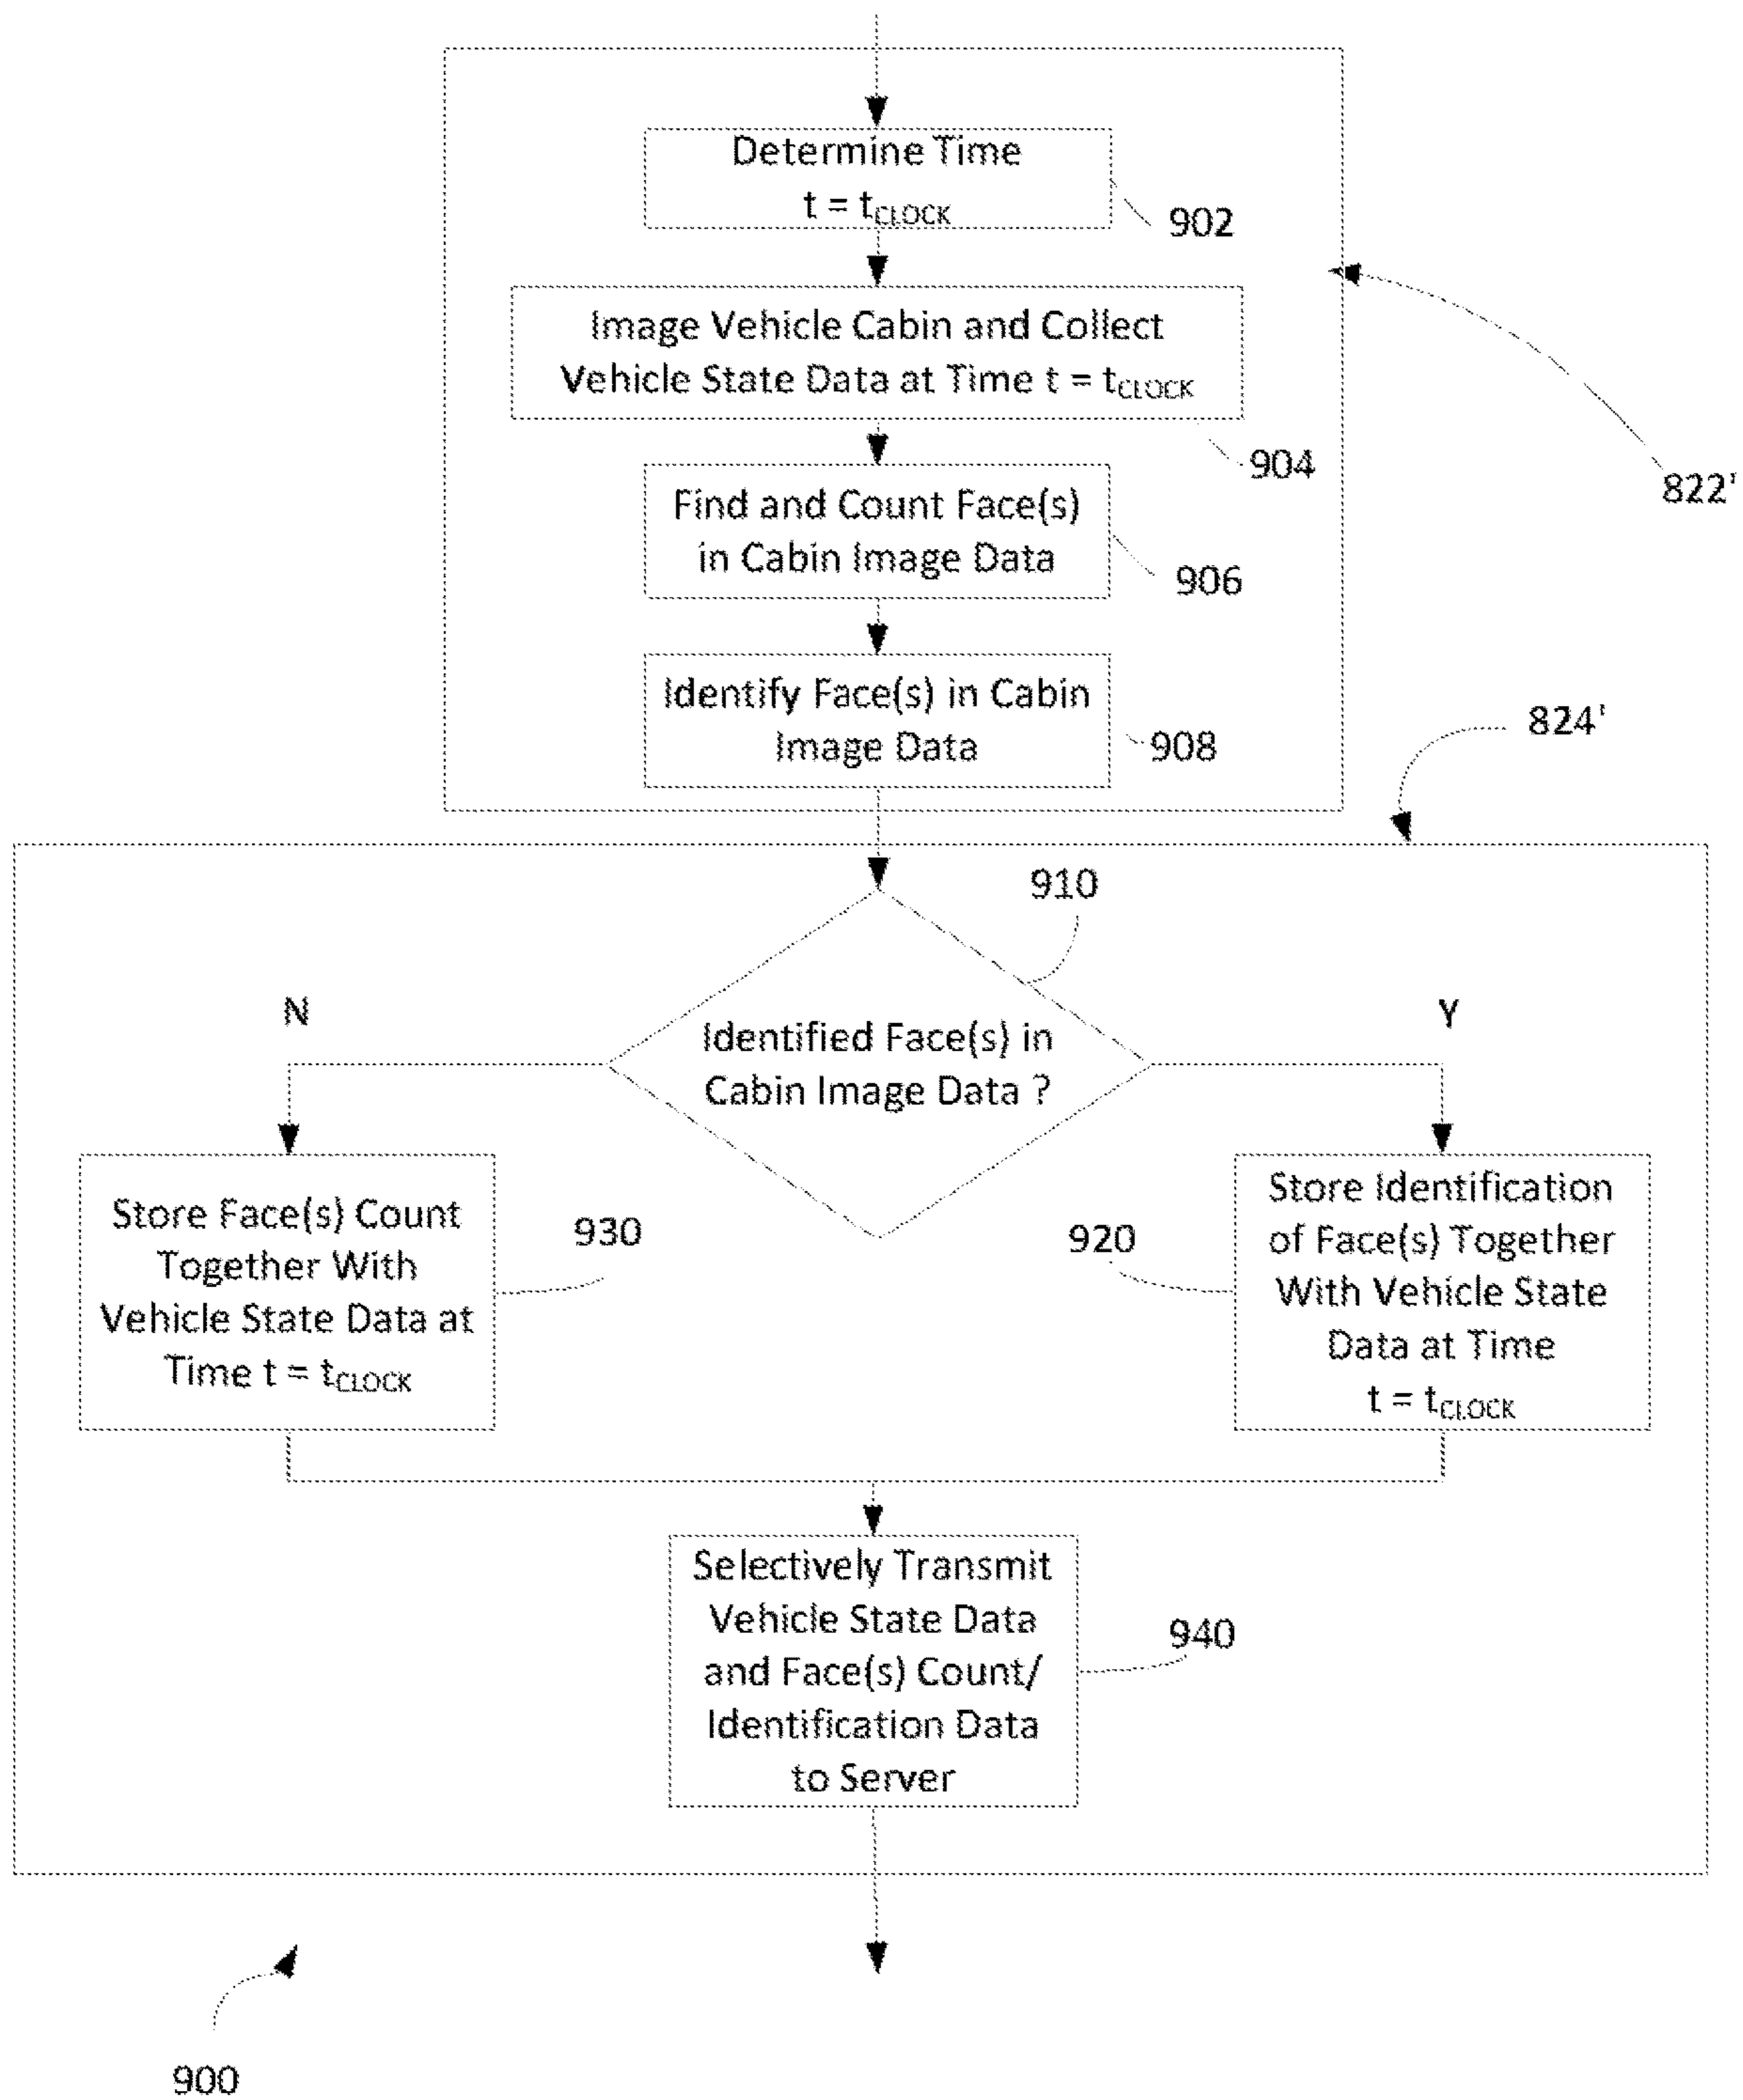 Determine Time
t = tCLOCK
902
Image Vehicle Cabin and Collect
Vehicle State Data at Time t = tCLOCK
904
822'
Find and Count Face(s)
in Cabin Image Data
906
Identify Face(s) in Cabin
Image Data
908
824'
910
N
Y
Identified Face(s) in
Cabin Image Data ?
Store Face(s) Count
Together With
Vehicle State Data at
Time t = tCLOCK
930
920
Store Identification
of Face(s) Together
With Vehicle State
Data at Time
t = tCLOCK
Selectively Transmit
Vehicle State Data
and Face(s) Count/
Identification Data
to Server
940
900